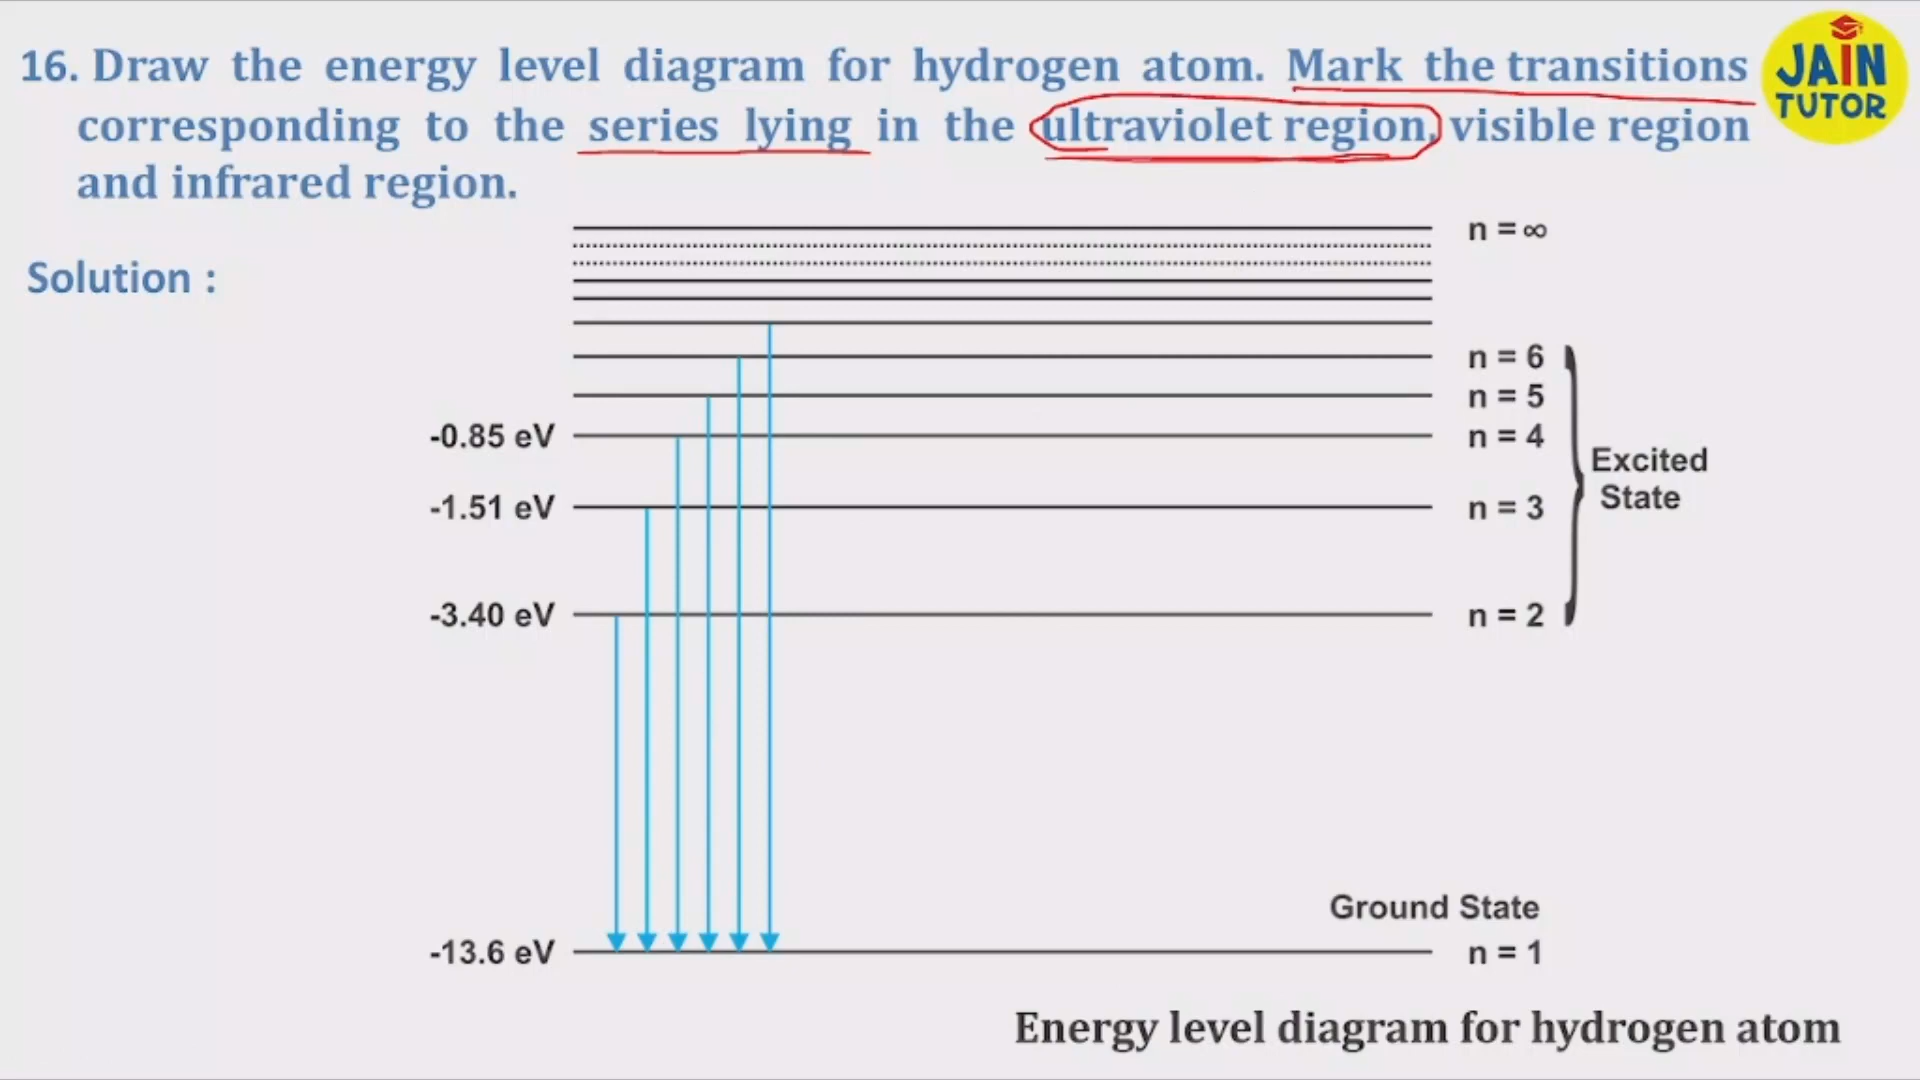 16. Draw the energy level diagram for hydrogen atom. Mark the transitions
corresponding to the series lying in the ultraviolet region, visible region
and infrared region.
JAIN
TUTOR
Solution :
n = ∞
n = 6
n = 5
-0.85 eV n = 4
Excited
State
-1.51 eV n = 3
-3.40 eV n = 2
Ground State
-13.6 eV n = 1
Energy level diagram for hydrogen atom